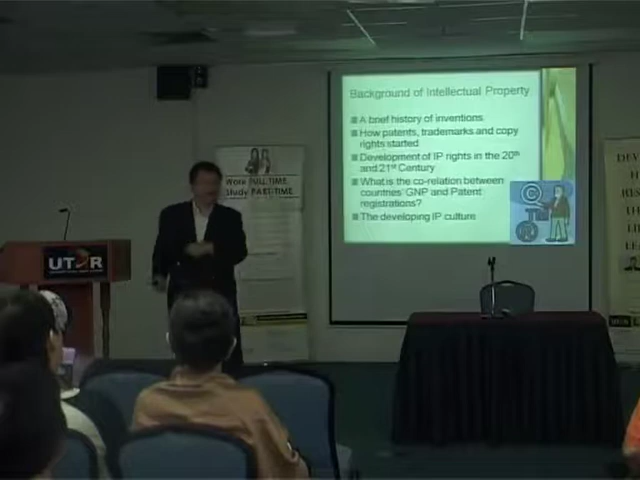 Background of Intellectual Property
A brief history of inventions
How patents, trademarks and copy
rights started
Development of IP rights in the 20th
and 21st Century
What is the co-relation between
countries' GNP and Patent
registrations?
The developing IP culture
Work FULL TIME,
Study PART TIME
UTAR